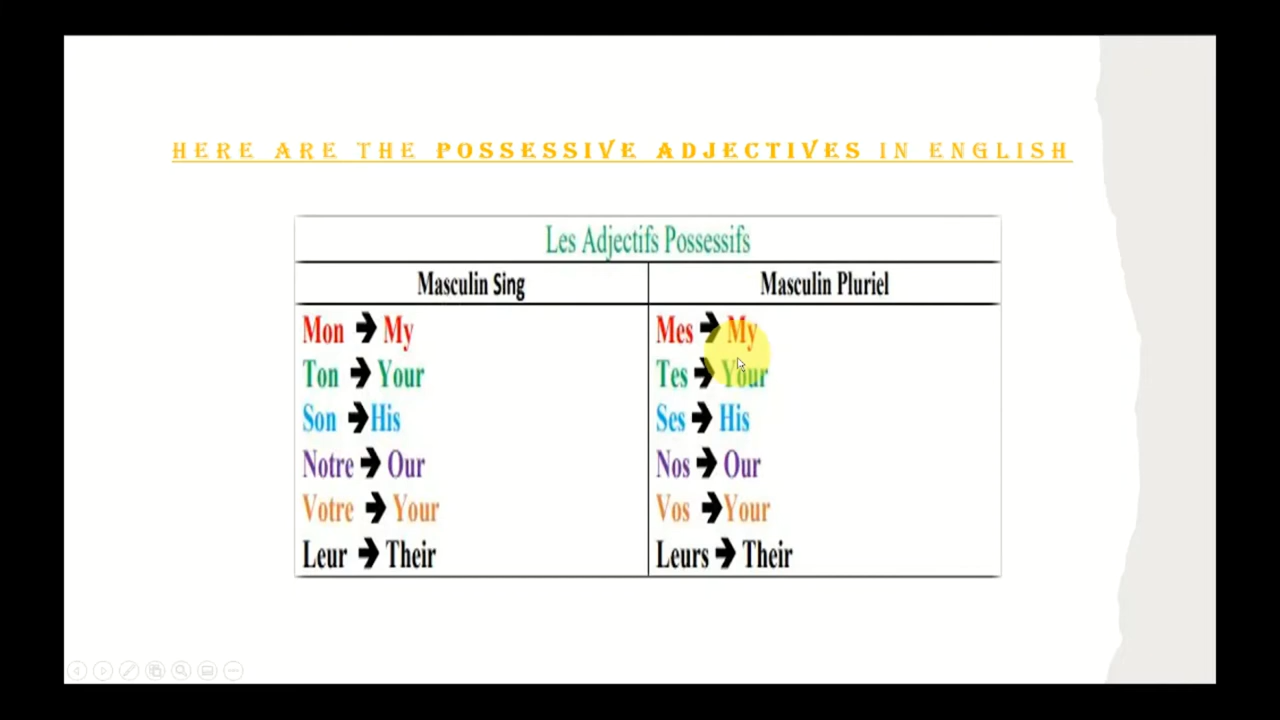 HERE ARE THE POSSESSIVE ADJECTIVES IN ENGLISH
Les Adjectifs Possessifs
Masculin Sing
Masculin Pluriel
Mon → My
Mes → My
Ton → Your
Tes → Your
Son → His
Ses → His
Notre → Our
Nos → Our
Votre → Your
Vos → Your
Leur → Their
Leurs → Their